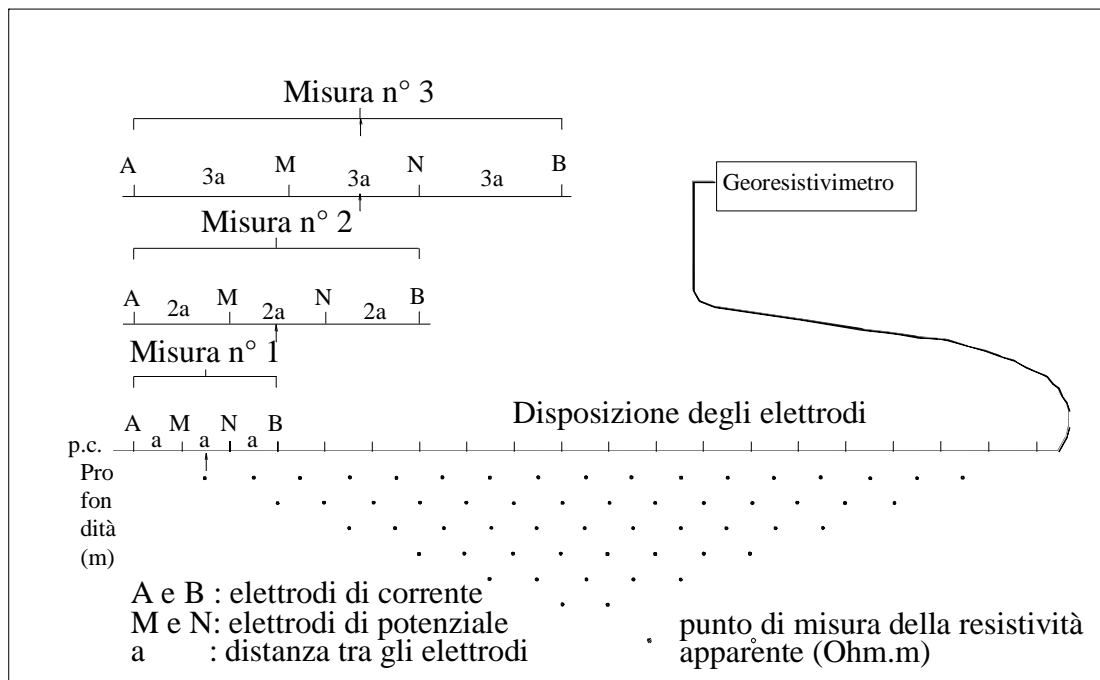 Misura n° 3
A M N B
3a 3a 3a
Georesistivimetro
Misura n° 2
A M N B
2a 2a 2a
Misura n° 1
A M N B
a a a
Disposizione degli elettrodi
p.c.
Pro
fon
dità
(m)
A e B : elettrodi di corrente
M e N: elettrodi di potenziale
a : distanza tra gli elettrodi
punto di misura della resistività
apparente (Ohm.m)